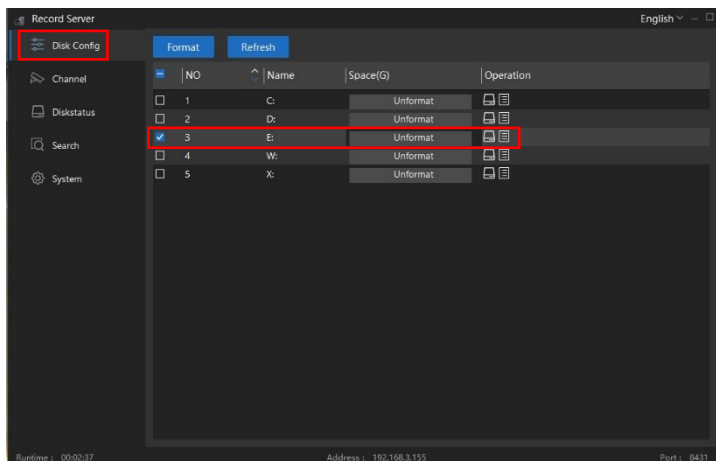 Record Server English
Disk Config Format Refresh
Channel NO Name Space(G) Operation
1 C: Unformat
Diskstatus 2 D: Unformat
3 E: Unformat
Search 4 W: Unformat
System 5 X: Unformat
Runtime : 00:02:37 Address : 192.168.3.155 Port : 8431